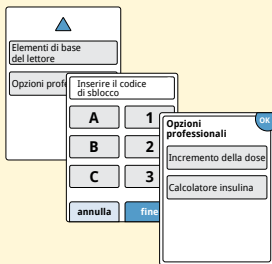 Elementi di base
del lettore
Opzioni
Inserire il codice
di sblocco
A 1
B 2
C 3
annulla fine
OK
Opzioni
professionali
Incremento della dose
Calcolatore insulina